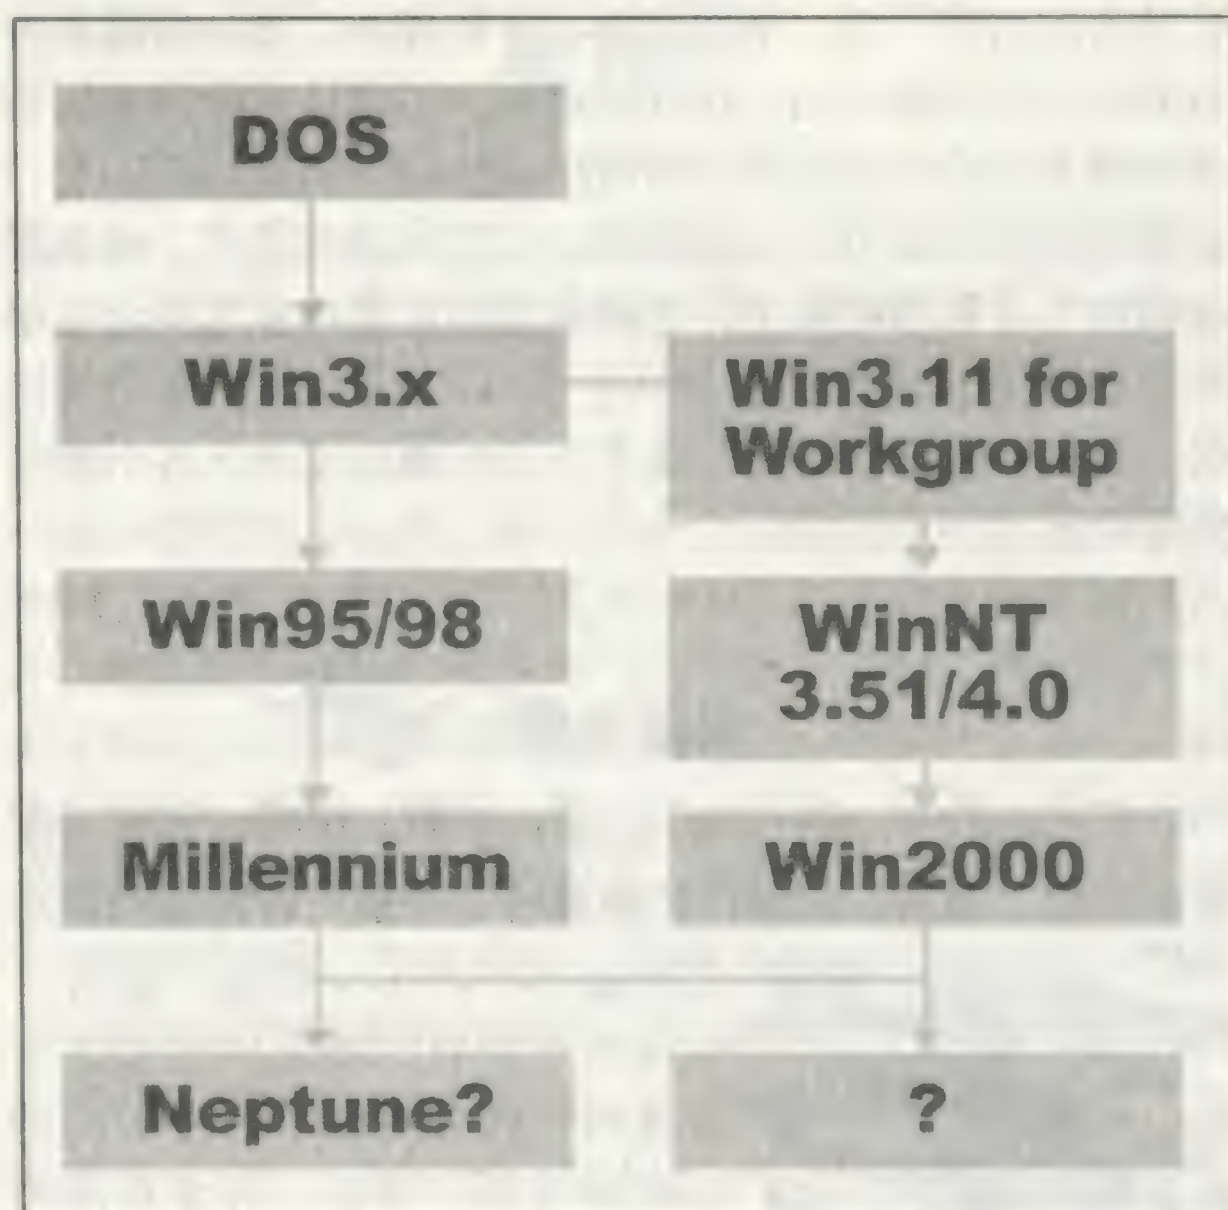 DOS
Win3.x
Win3.11 for
Workgroup
Win95/98
WinNT
3.51/4.0
Millennium
Win2000
Neptune?
?